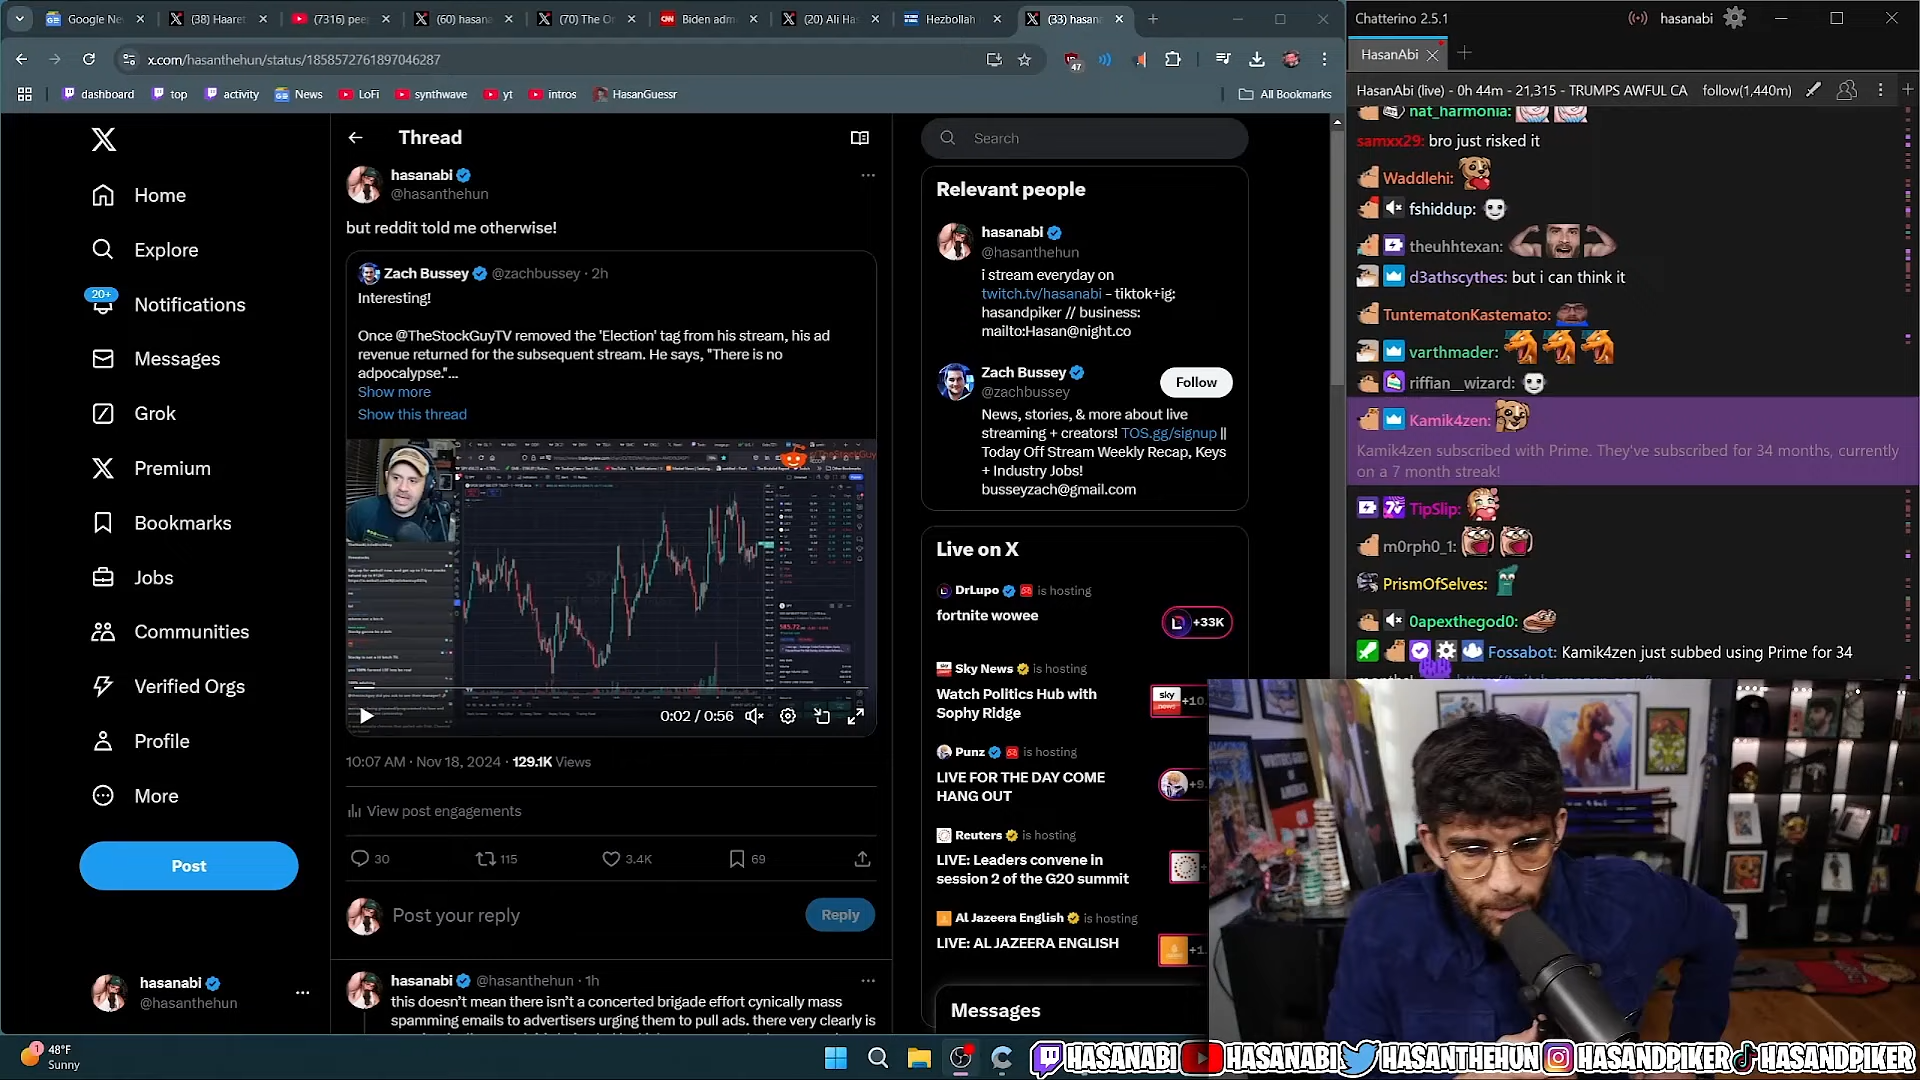 Google Ne
(38) Haaret
(7316) pee
(60) hasana
(70) The O
Biden adm
(20) Ali Ha
Hezbollah
(33) hasan
x.com/hasanthehun/status/1858572761897046287
47
dashboard
top
activity
News
LoFi
synthwave
yt
intros
HasanGuessr
All Bookmarks
Home
Explore
20+
Notifications
Messages
Grok
Premium
Bookmarks
Jobs
Communities
Verified Orgs
Profile
More
Post
hasanabi
@hasanthehun
Thread
hasanabi
@hasanthehun
but reddit told me otherwise!
Zach Bussey @zachbussey · 2h
Interesting!
Once @TheStockGuyTV removed the 'Election' tag from his stream, his ad
revenue returned for the subsequent stream. He says, "There is no
adpocalypse."...
Show more
Show this thread
0:02 / 0:56
10:07 AM · Nov 18, 2024 · 129.1K Views
View post engagements
30
115
3.4K
69
Post your reply
Reply
hasanabi @hasanthehun · 1h
this doesn't mean there isn't a concerted brigade effort cynically mass
spamming emails to advertisers urging them to pull ads. there very clearly is
Search
Relevant people
hasanabi
@hasanthehun
i stream everyday on
twitch.tv/hasanabi - tiktok+ig:
hasandpiker // business:
mailto:Hasan@night.co
Zach Bussey
@zachbussey
Follow
News, stories, & more about live
streaming + creators! TOS.gg/signup ||
Today Off Stream Weekly Recap, Keys
+ Industry Jobs!
busseyzach@gmail.com
Live on X
DrLupo is hosting
fortnite wowee
+33K
Sky News is hosting
Watch Politics Hub with
Sophy Ridge
sky news
+10.
Punz is hosting
LIVE FOR THE DAY COME
HANG OUT
+9.
Reuters is hosting
LIVE: Leaders convene in
session 2 of the G20 summit
Al Jazeera English is hosting
LIVE: AL JAZEERA ENGLISH
+1.
Messages
Chatterino 2.5.1
hasanabi
HasanAbi
HasanAbi (live) - 0h 44m - 21,315 - TRUMPS AWFUL CA
follow(1,440m)
nat_harmonia:
samxx29: bro just risked it
Waddlehi:
fshiddup:
theuhhtexan:
d3athscythes: but i can think it
TuntematonKastemato:
varthmader:
riffian__wizard:
Kamik4zen:
Kamik4zen subscribed with Prime. They've subscribed for 34 months, currently
on a 7 month streak!
TipSlip:
m0rph0_1:
PrismOfSelves:
0apexthegod0:
Fossabot: Kamik4zen just subbed using Prime for 34
1
48°F
Sunny
HASANABI
HASANABI
HASANTHEHUN
HASANDPIKER
HASANDPIKER